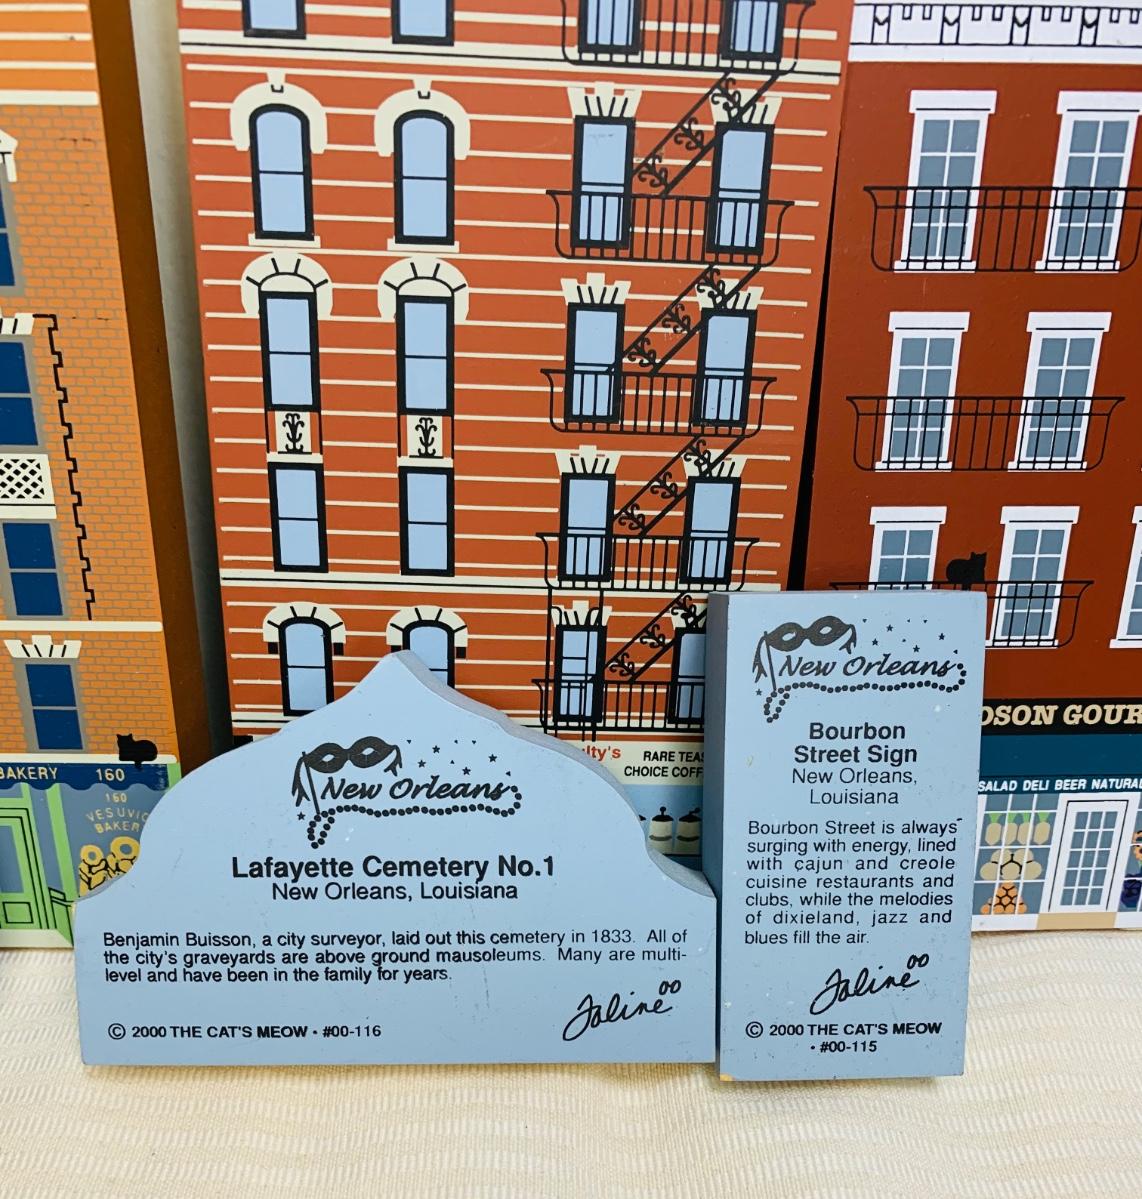 BAKERY 160
160
VESUVIO
BAKERY
RARE TEAS
CHOICE COFF
DSON GOUR
SALAD DELI BEER NATURAL
New Orleans
Lafayette Cemetery No.1
New Orleans, Louisiana
Benjamin Buisson, a city surveyor, laid out this cemetery in 1833. All of
the city's graveyards are above ground mausoleums. Many are multi-
level and have been in the family for years.
Faline 00
© 2000 THE CAT'S MEOW • #00-116
New Orleans
Bourbon
Street Sign
New Orleans,
Louisiana
Bourbon Street is always
surging with energy, lined
with cajun and creole
cuisine restaurants and
clubs, while the melodies
of dixieland, jazz and
blues fill the air.
Faline 00
© 2000 THE CAT'S MEOW
• #00-115